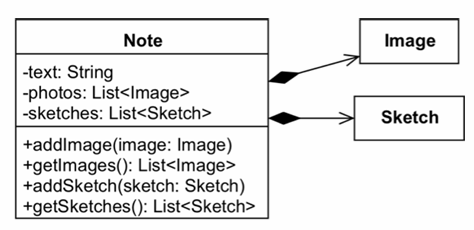 Note
-text: String
-photos: List<Image>
-sketches: List<Sketch>
+addImage(image: Image)
+getImages(): List<Image>
+addSketch(sketch: Sketch)
+getSketches(): List<Sketch>
Image
Sketch